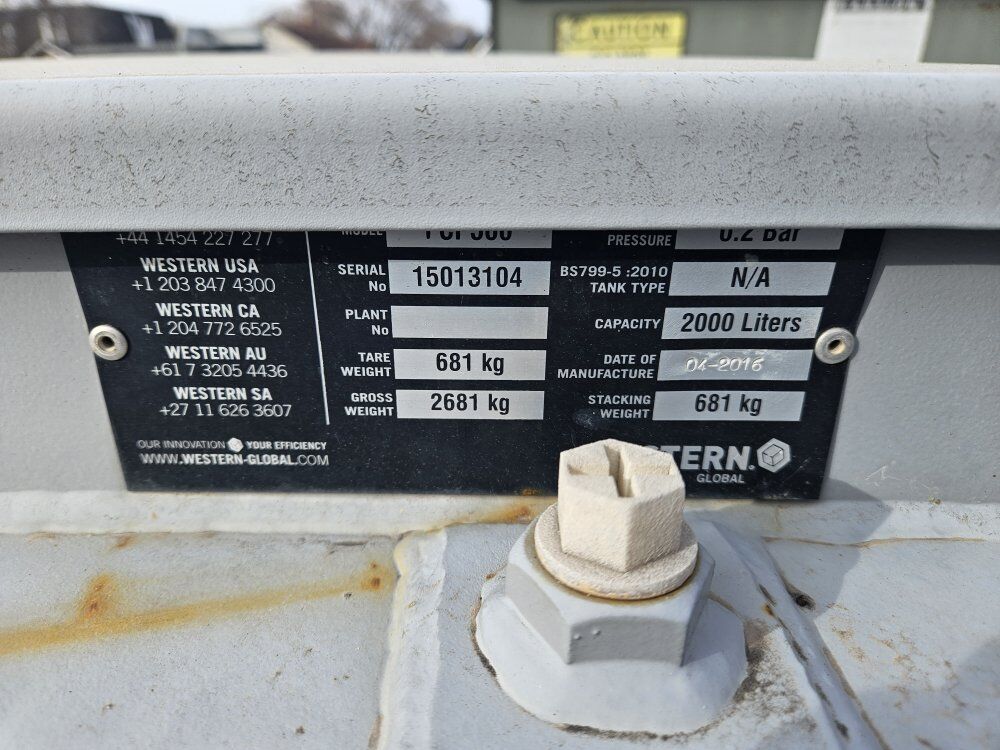 CAUTION
+44 1454 227 277
WESTERN USA
+1 203 847 4300
WESTERN CA
+1 204 772 6525
WESTERN AU
+61 7 3205 4436
WESTERN SA
+27 11 626 3607
OUR INNOVATION YOUR EFFICIENCY
WWW.WESTERN-GLOBAL.COM
MODEL
SERIAL No 15013104
PLANT No
TARE WEIGHT 681 kg
GROSS WEIGHT 2681 kg
PRESSURE 0.2 Bar
BS799-5 :2010 TANK TYPE N/A
CAPACITY 2000 Liters
DATE OF MANUFACTURE 04-2016
STACKING WEIGHT 681 kg
TERN.
GLOBAL